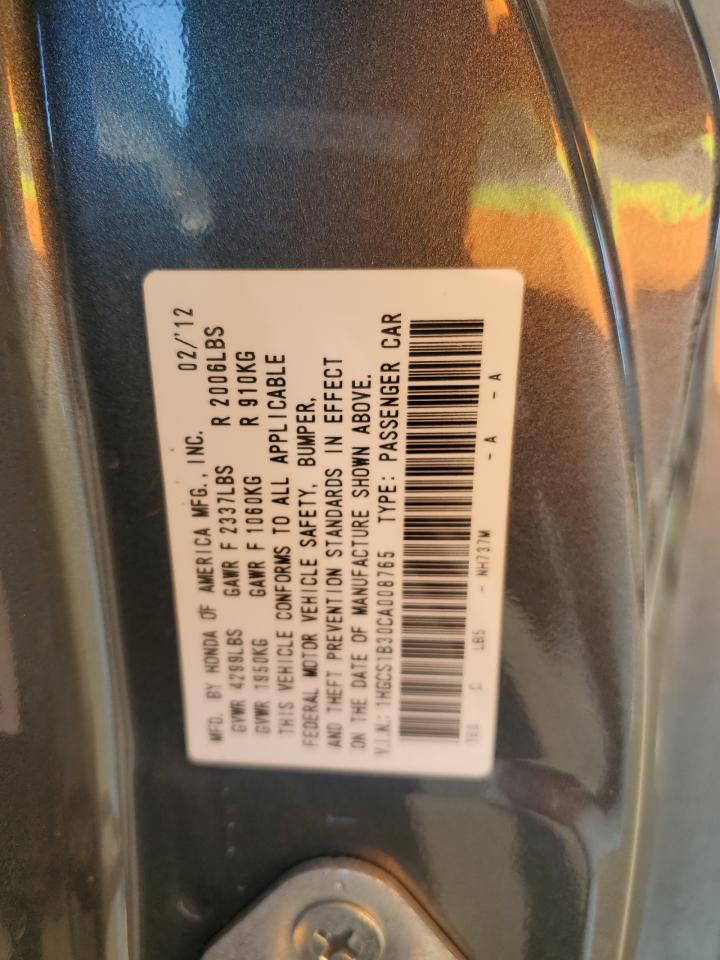 MFD. BY HONDA OF AMERICA MFG., INC. 02/'12
GVWR 4299LBS GAWR F 2337LBS R 2006LBS
GVWR 1950KG GAWR F 1060KG R 910KG
THIS VEHICLE CONFORMS TO ALL APPLICABLE
FEDERAL MOTOR VEHICLE SAFETY, BUMPER,
AND THEFT PREVENTION STANDARDS IN EFFECT
ON THE DATE OF MANUFACTURE SHOWN ABOVE.
V.I.N.: 1HGCS1B30CA008765 TYPE: PASSENGER CAR
C LB5 - NH737M - A - A